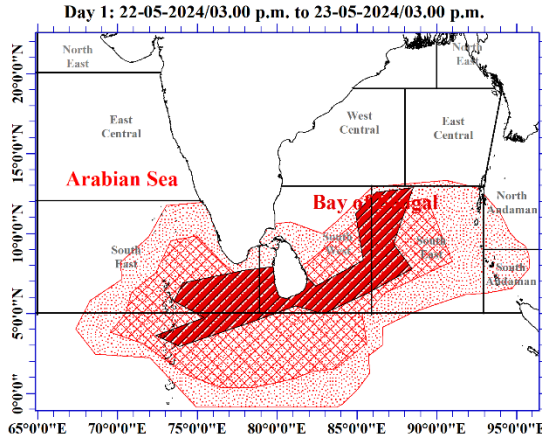 Day 1: 22-05-2024/03.00 p.m. to 23-05-2024/03.00 p.m.
North
East
North
East
East
Central
West
Central
East
Central
Arabian Sea
Bay of Bengal
North
Andaman
South
East
South
West
South
East
South
Andaman
20°0'0"N
15°0'0"N
10°0'0"N
5°0'0"N
0°0'0"
65°0'0"E 70°0'0"E 75°0'0"E 80°0'0"E 85°0'0"E 90°0'0"E 95°0'0"E